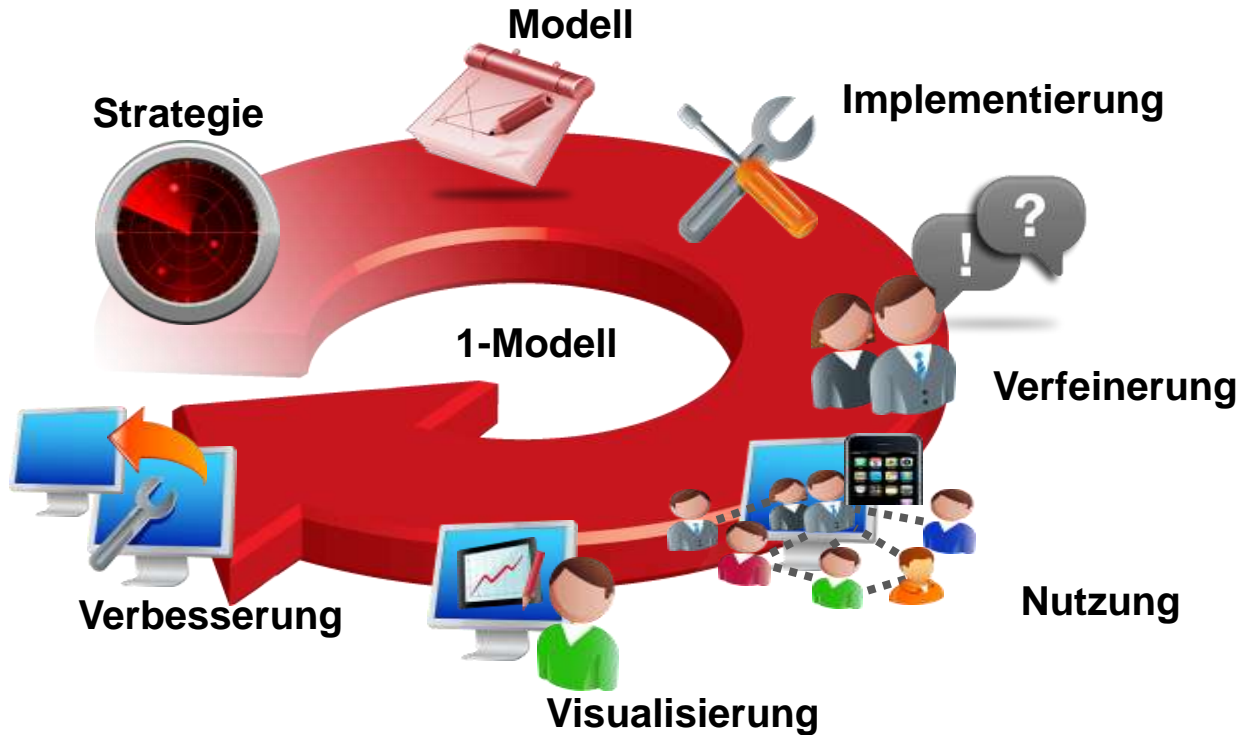 Modell
Strategie
Implementierung
! ?
1-Modell
Verfeinerung
Nutzung
Verbesserung
Visualisierung